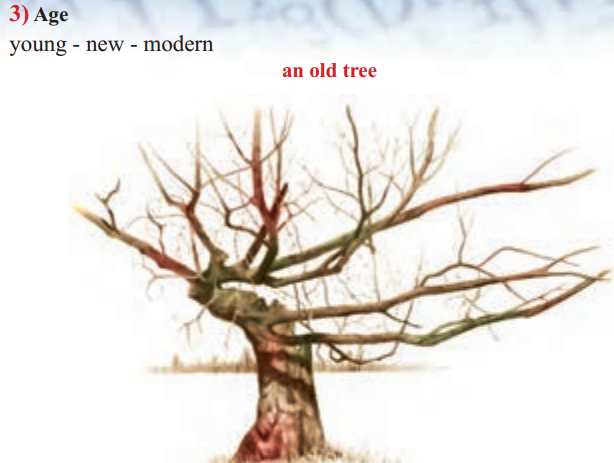 3) Age
young - new - modern
an old tree